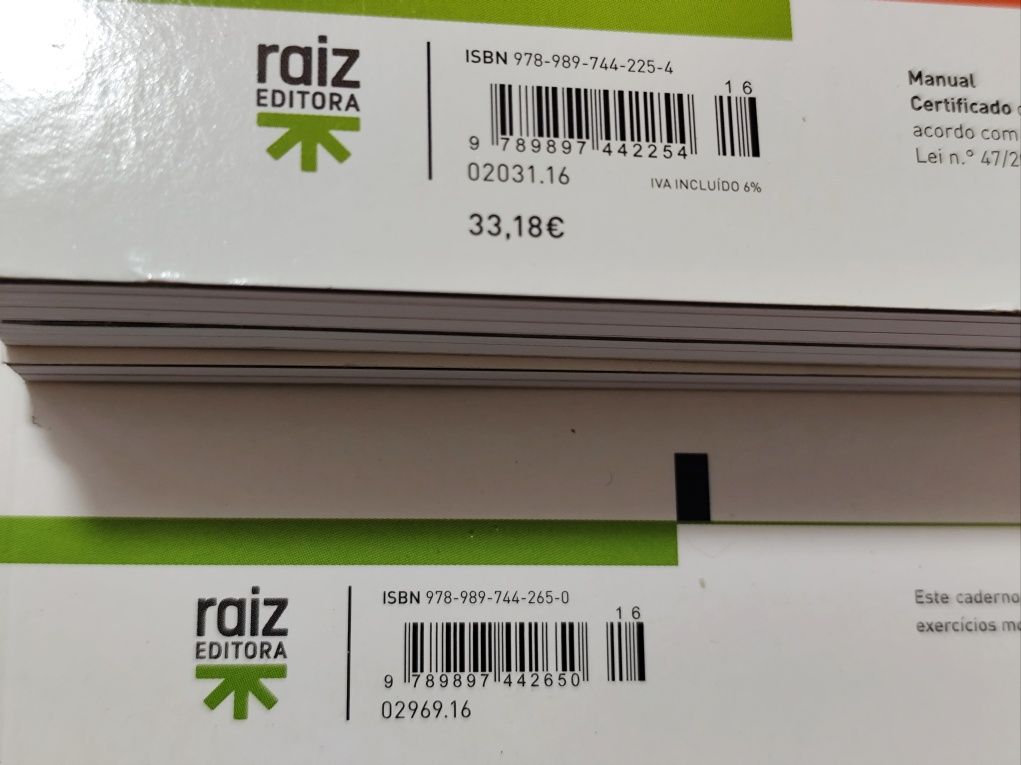 raiz
EDITORA
ISBN 978-989-744-225-4
16
9 789897 442254
02031.16
IVA INCLUÍDO 6%
33,18€
Manual
Certificado
acordo com
Lei n.º 47/2
raiz
EDITORA
ISBN 978-989-744-265-0
16
9 789897 442650
02969.16
Este caderno
exercícios